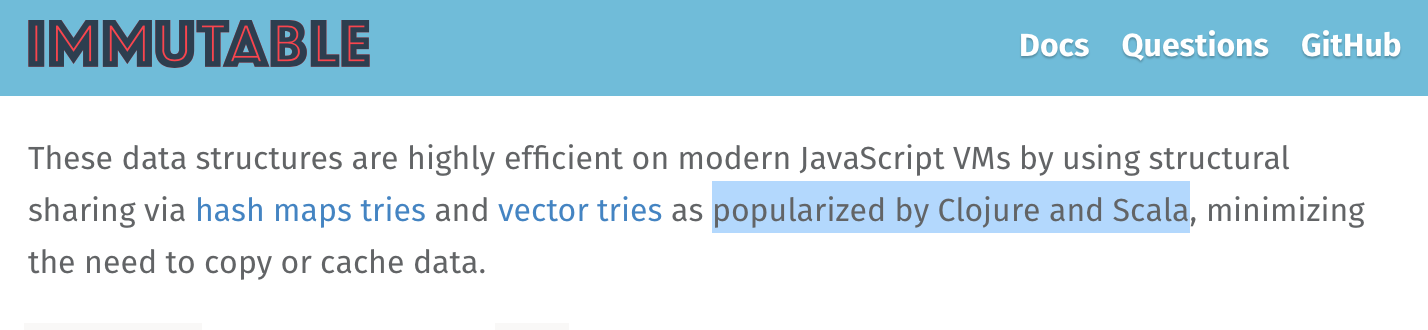 IMMUTABLE
Docs Questions GitHub
These data structures are highly efficient on modern JavaScript VMs by using structural
sharing via hash maps tries and vector tries as popularized by Clojure and Scala, minimizing
the need to copy or cache data.